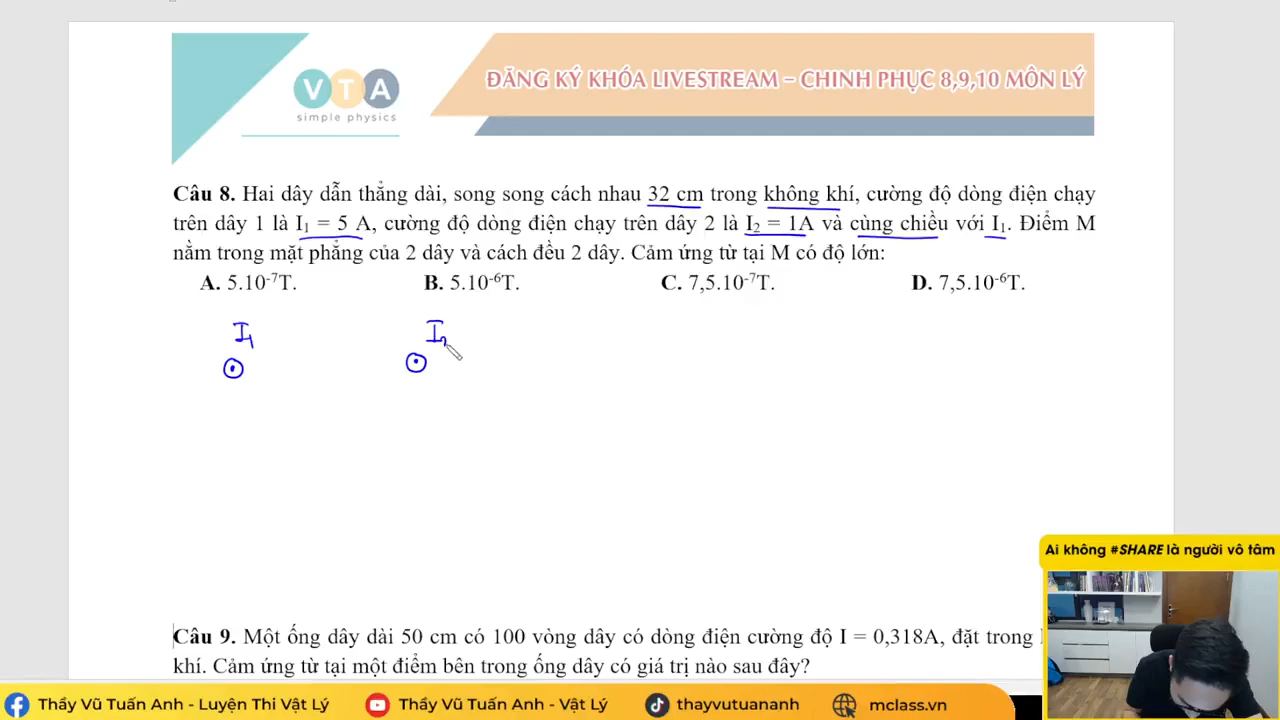 VTA
simple physics
ĐĂNG KÝ KHÓA LIVESTREAM – CHINH PHỤC 8,9,10 MÔN LÝ
Câu 8. Hai dây dẫn thẳng dài, song song cách nhau 32 cm trong không khí, cường độ dòng điện chạy
trên dây 1 là I₁ = 5 A, cường độ dòng điện chạy trên dây 2 là I₂ = 1A và cùng chiều với I₁. Điểm M
nằm trong mặt phẳng của 2 dây và cách đều 2 dây. Cảm ứng từ tại M có độ lớn:
A. 5.10⁻⁷T. B. 5.10⁻⁶T. C. 7,5.10⁻⁷T. D. 7,5.10⁻⁶T.
I₁ I₂
Câu 9. Một ống dây dài 50 cm có 100 vòng dây có dòng điện cường độ I = 0,318A, đặt trong
khí. Cảm ứng từ tại một điểm bên trong ống dây có giá trị nào sau đây?
Ai không #SHARE là người vô tâm
Thầy Vũ Tuấn Anh - Luyện Thi Vật Lý Thầy Vũ Tuấn Anh - Vật Lý thayvutuananh mclass.vn